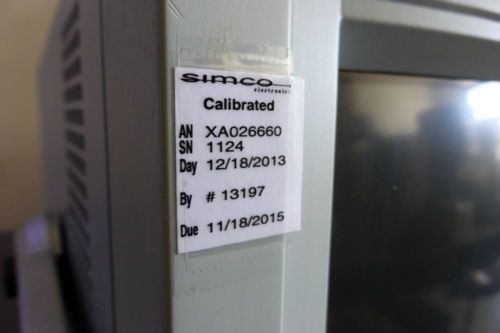 simco
electronics
Calibrated
AN XA026660
SN 1124
Day 12/18/2013
By # 13197
Due 11/18/2015